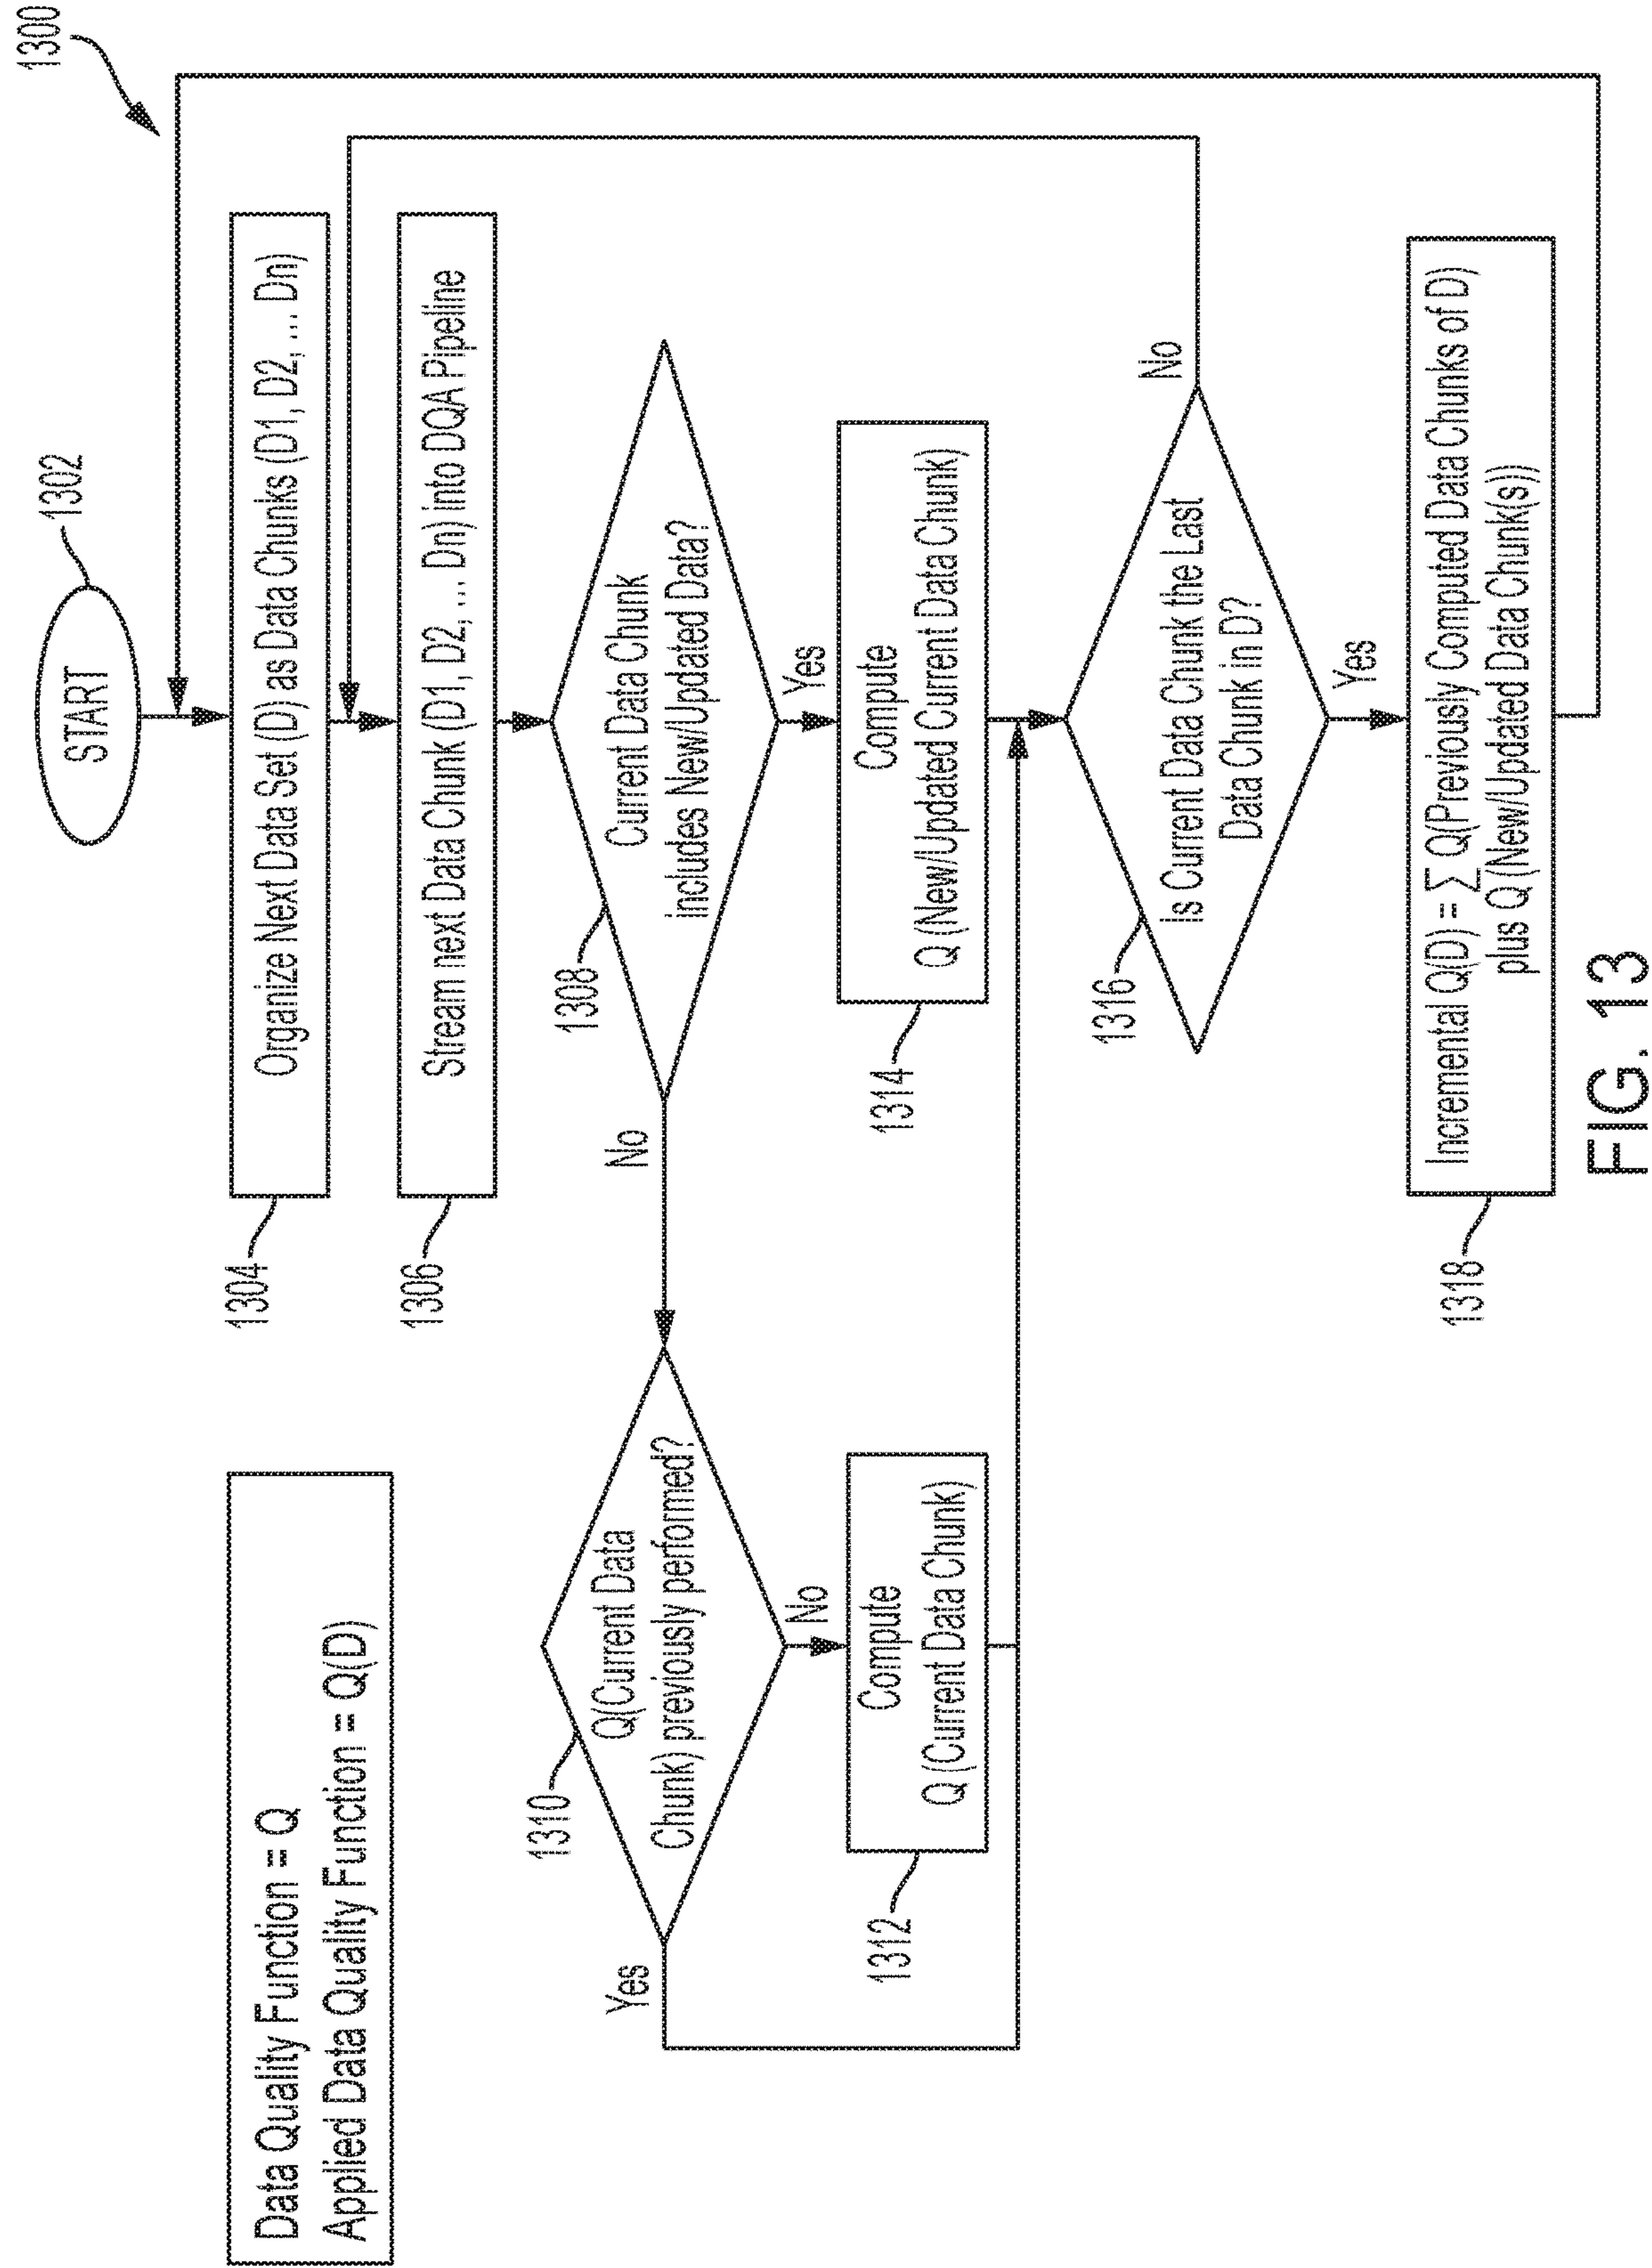 1300
START
1302
Data Quality Function = Q
Applied Data Quality Function = Q(D)
1304
Organize Next Data Set (D) as Data Chunks (D1, D2, ... Dn)
1306
Stream next Data Chunk (D1, D2, ... Dn) into DQA Pipeline
1308
Current Data Chunk
includes New/Updated Data?
No
Yes
1310
Q(Current Data
Chunk) previously performed?
Yes
No
1312
Compute
Q (Current Data Chunk)
1314
Compute
Q (New/Updated Current Data Chunk)
1316
is Current Data Chunk the Last
Data Chunk in D?
No
Yes
1318
Incremental Q(D) = ∑ Q(Previously Computed Data Chunks of D)
plus Q (New/Updated Data Chunk(s))
FIG. 13